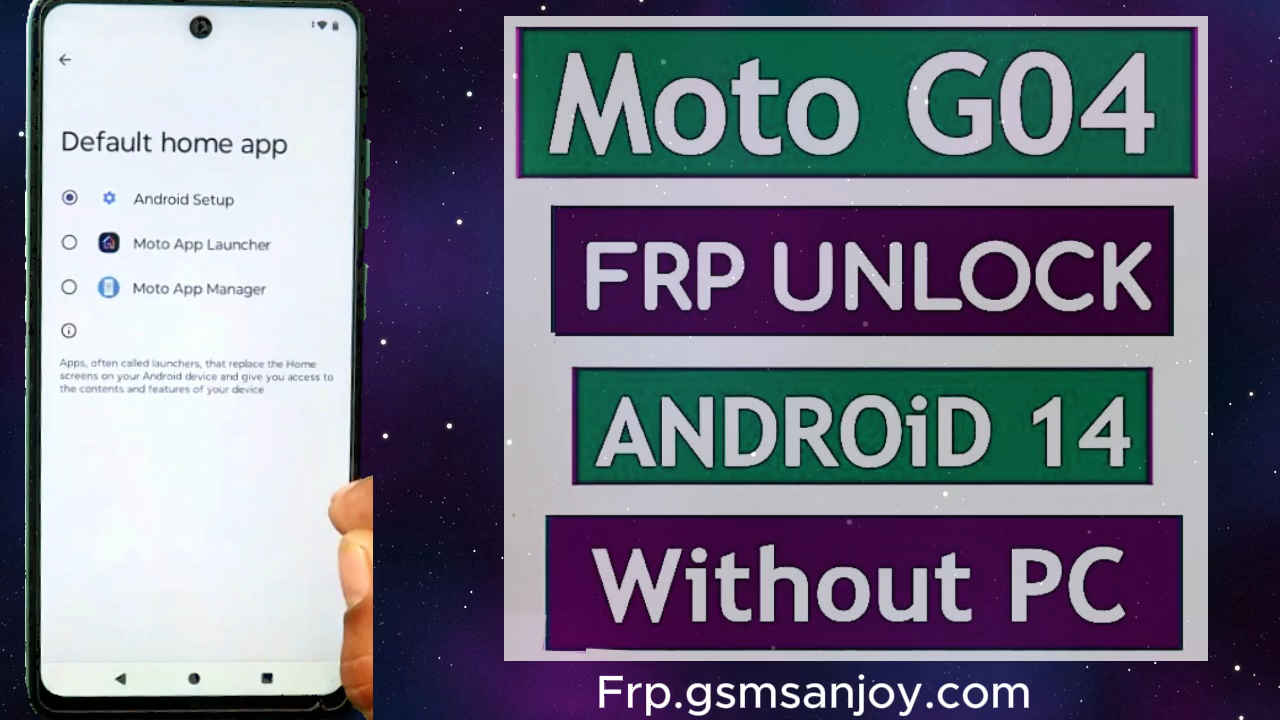 Default home app
Android Setup
Moto App Launcher
Moto App Manager
Apps, often called launchers, that replace the Home
screens on your Android device and give you access to
the contents and features of your device
Moto G04
FRP UNLOCK
ANDROiD 14
Without PC
Frp.gsmsanjoy.com